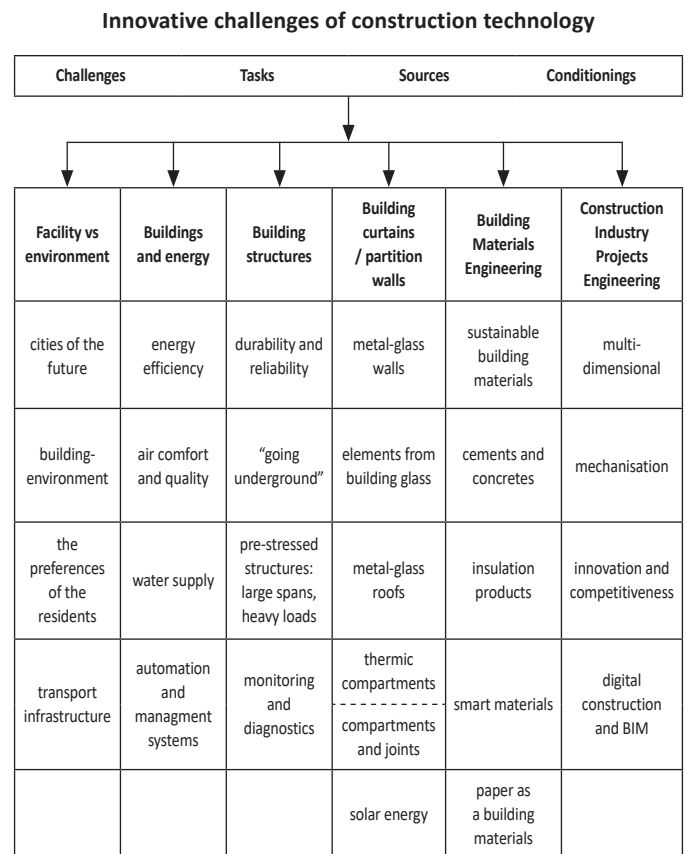 Innovative challenges of construction technology
Challenges Tasks Sources Conditionings
Facility vs
environment
Buildings
and energy
Building
structures
Building
curtains
/ partition
walls
Building
Materials
Engineering
Construction
Industry
Projects
Engineering
cities of the
future
energy
efficiency
durability and
reliability
metal-glass
walls
sustainable
building
materials
multi-
dimensional
building-
environment
air comfort
and quality
“going
underground”
elements from
building glass
cements and
concretes
mechanisation
the
preferences
of the
residents
water supply
pre-stressed
structures:
large spans,
heavy loads
metal-glass
roofs
insulation
products
innovation and
competitiveness
transport
infrastructure
automation
and
managment
systems
monitoring
and
diagnostics
thermic
compartments
compartments
and joints
smart materials
digital
construction
and BIM
solar energy
paper as
a building
materials